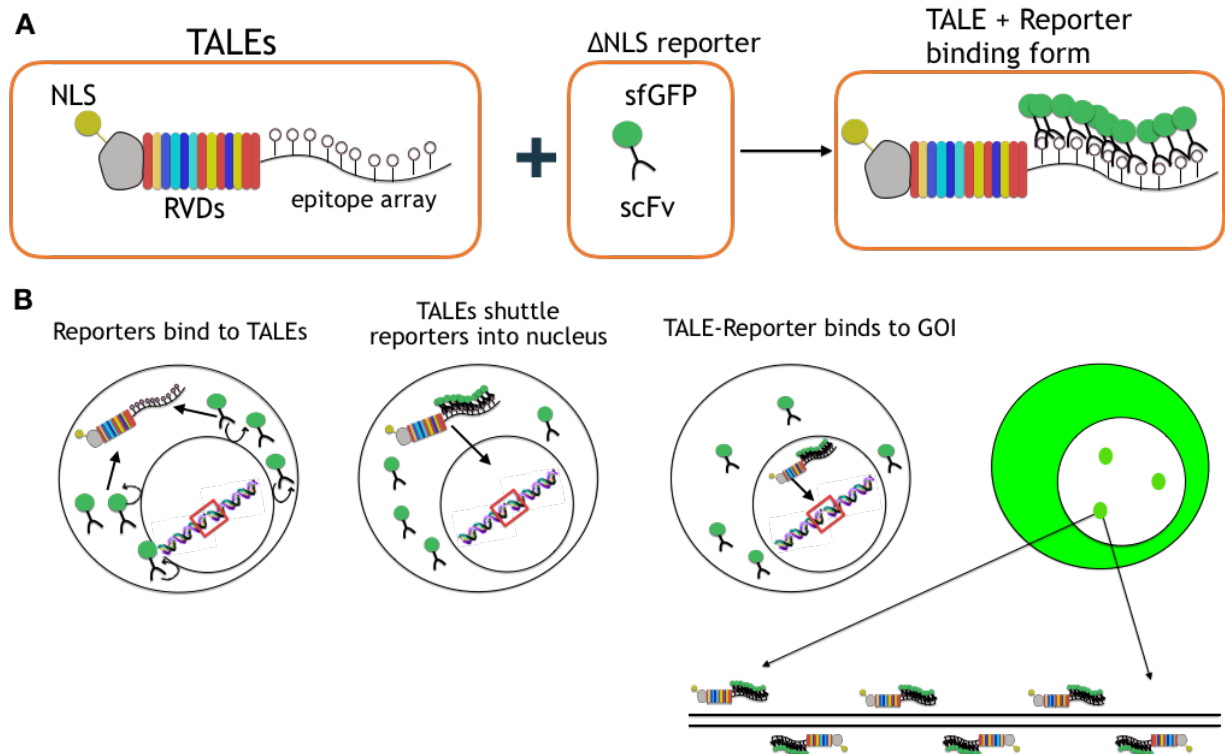 A
TALEs
NLS
RVDs
epitope array
ΔNLS reporter
sfGFP
scFv
TALE + Reporter
binding form
B
Reporters bind to TALEs
TALEs shuttle
reporters into nucleus
TALE-Reporter binds to GOI